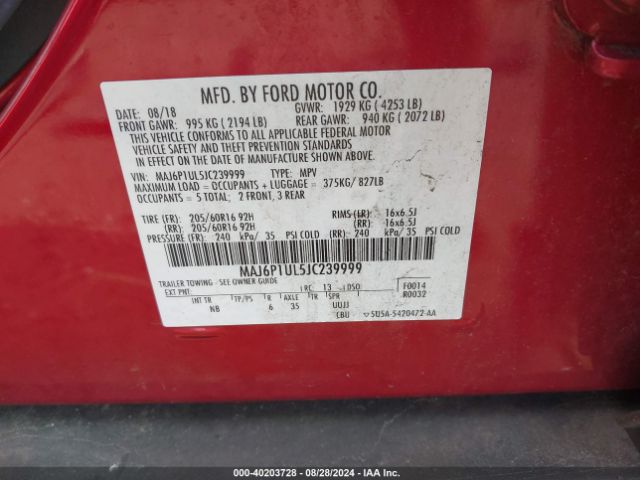 MFD. BY FORD MOTOR CO.
DATE: 08/18 GVWR: 1929 KG ( 4253 LB)
FRONT GAWR: 995 KG ( 2194 LB) REAR GAWR: 940 KG ( 2072 LB)
THIS VEHICLE CONFORMS TO ALL APPLICABLE FEDERAL MOTOR
VEHICLE SAFETY AND THEFT PREVENTION STANDARDS
IN EFFECT ON THE DATE OF MANUFACTURE SHOWN ABOVE.
VIN: MAJ6P1UL5JC239999 TYPE: MPV
MAXIMUM LOAD = OCCUPANTS + LUGGAGE = 375KG/ 827LB
OCCUPANTS = 5 TOTAL; 2 FRONT, 3 REAR
TIRE (FR): 205/60R16 92H RIMS (FR): 16x6.5J
(RR): 205/60R16 92H (RR): 16x6.5J
PRESSURE (FR): 240 kPa/ 35 PSI COLD (RR): 240 kPa/ 35 PSI COLD
MAJ6P1UL5JC239999
TRAILER TOWING - SEE OWNER GUIDE
EXT PNT: RC: 13 DSO: F0014
R0032
INT TR TP/PS R AXLE TR SPR
NB 6 35 UUJJ
CBU 5U5A-5420472-AA
000-40203728 - 08/28/2024 - IAA Inc.